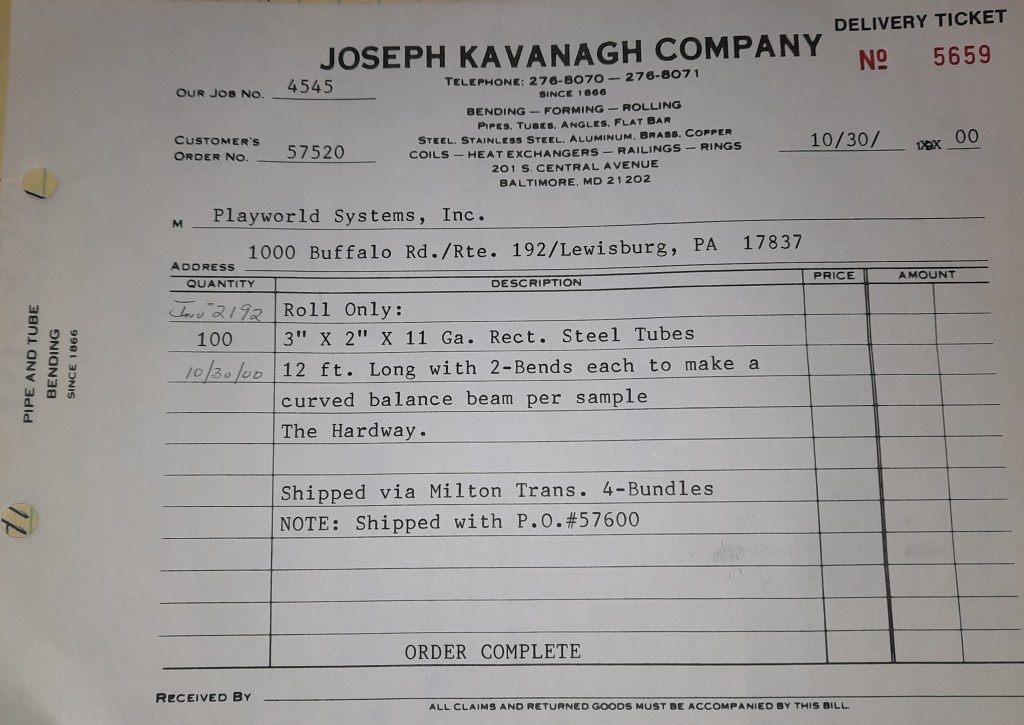 DELIVERY TICKET
JOSEPH KAVANAGH COMPANY
Nº 5659
TELEPHONE: 276-8070 — 276-8071
SINCE 1866
OUR JOB NO. 4545
BENDING — FORMING — ROLLING
PIPES, TUBES, ANGLES, FLAT BAR
STEEL, STAINLESS STEEL, ALUMINUM, BRASS, COPPER
CUSTOMER'S
ORDER NO. 57520
COILS — HEAT EXCHANGERS — RAILINGS — RINGS
10/30/ 00
201 S. CENTRAL AVENUE
BALTIMORE, MD 21202
M Playworld Systems, Inc.
ADDRESS 1000 Buffalo Rd./Rte. 192/Lewisburg, PA 17837
QUANTITY DESCRIPTION PRICE AMOUNT
Inv 2192 Roll Only:
100 3" X 2" X 11 Ga. Rect. Steel Tubes
10/30/00 12 ft. Long with 2-Bends each to make a
curved balance beam per sample
The Hardway.
Shipped via Milton Trans. 4-Bundles
NOTE: Shipped with P.O.#57600
ORDER COMPLETE
RECEIVED BY
ALL CLAIMS AND RETURNED GOODS MUST BE ACCOMPANIED BY THIS BILL
PIPE AND TUBE
BENDING
SINCE 1866